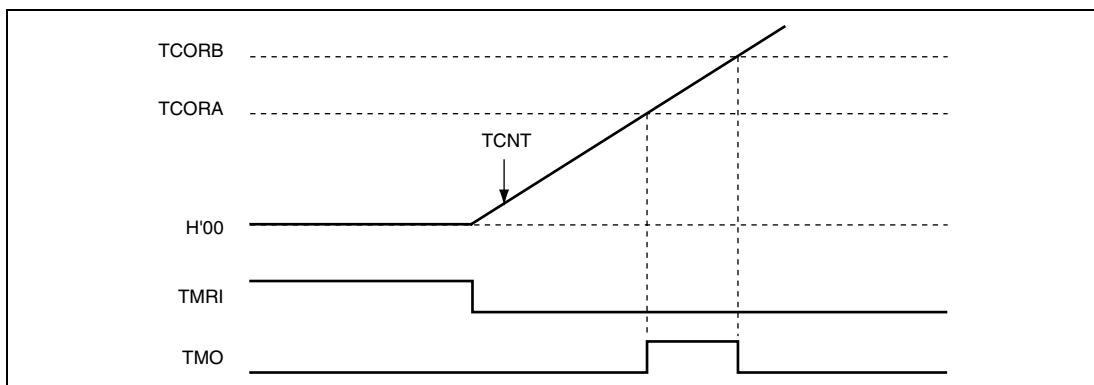 TCORB
TCORA
TCNT
H'00
TMRI
TMO